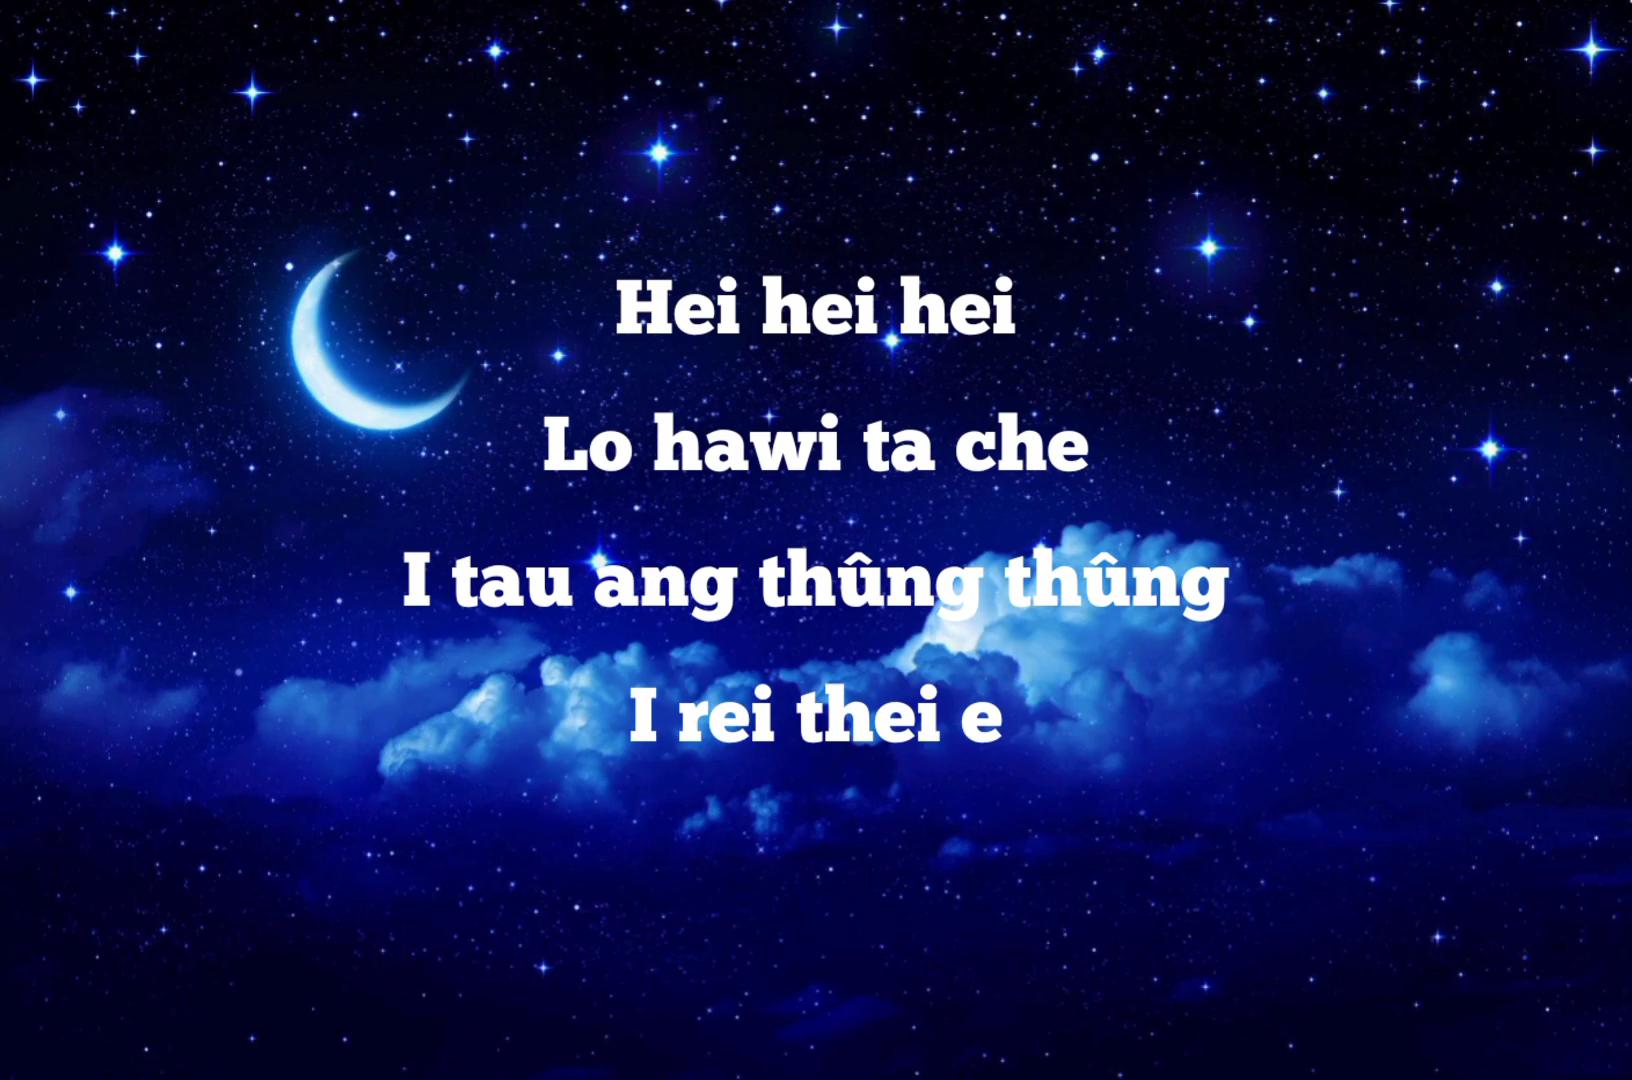 Hei hei hei
Lo hawi ta che
I tau ang thûng thûng
I rei thei e